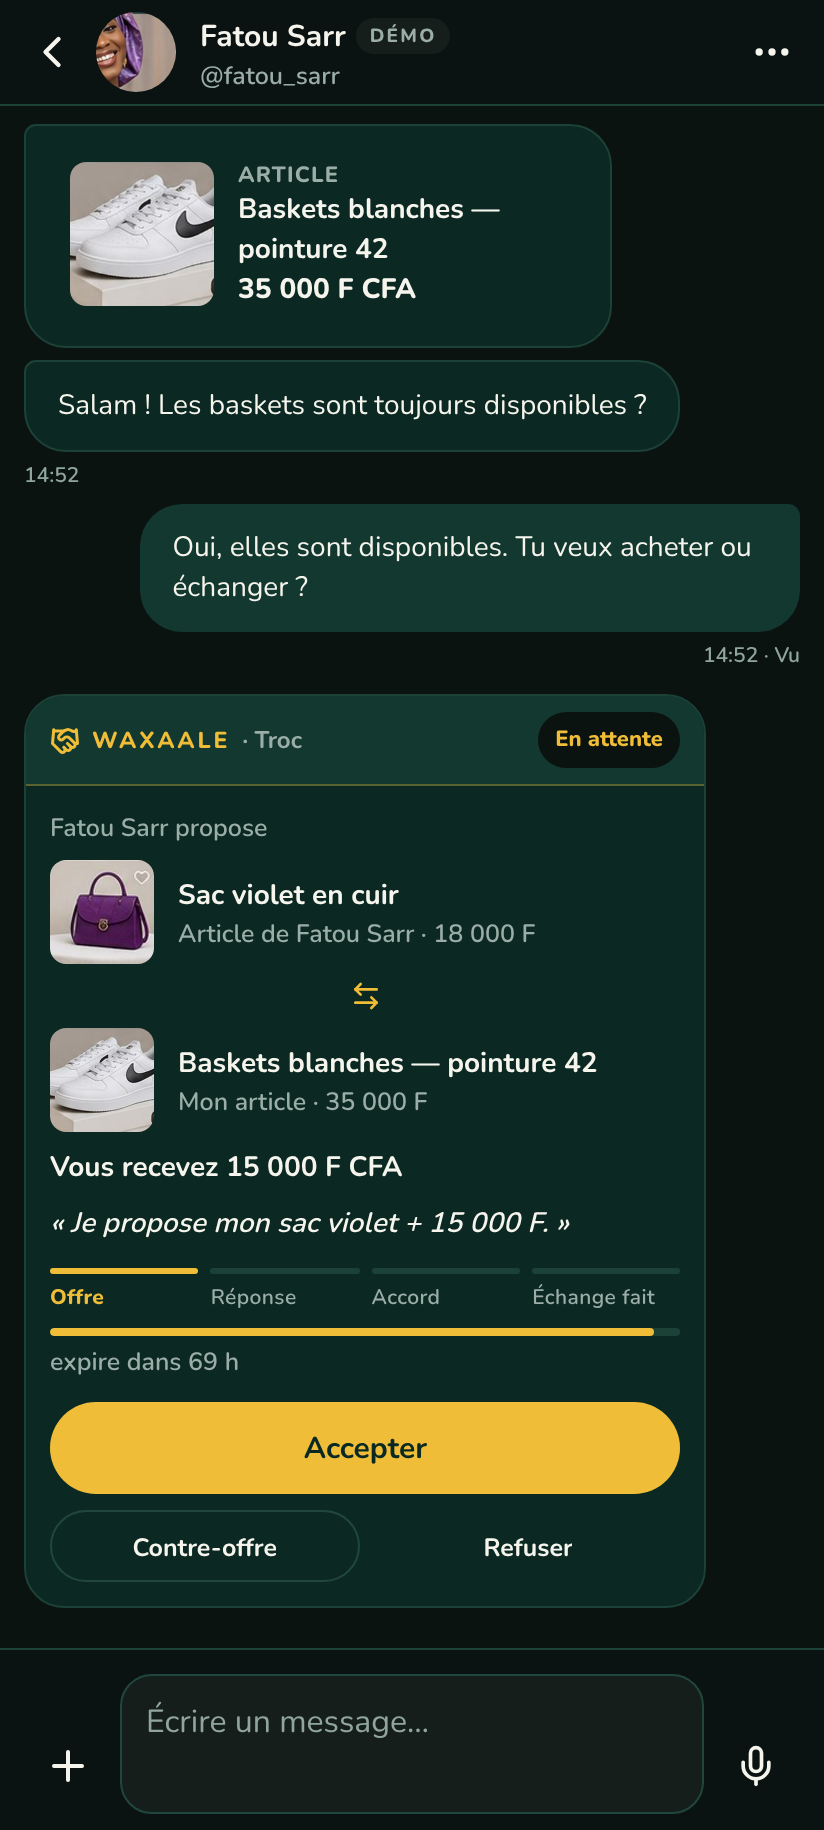 Fatou Sarr DÉMO
@fatou_sarr
ARTICLE
Baskets blanches —
pointure 42
35 000 F CFA
Salam ! Les baskets sont toujours disponibles ?
14:52
Oui, elles sont disponibles. Tu veux acheter ou
échanger ?
14:52 · Vu
WAXAALE · Troc
En attente
Fatou Sarr propose
Sac violet en cuir
Article de Fatou Sarr · 18 000 F
Baskets blanches — pointure 42
Mon article · 35 000 F
Vous recevez 15 000 F CFA
« Je propose mon sac violet + 15 000 F. »
Offre Réponse Accord Échange fait
expire dans 69 h
Accepter
Contre-offre Refuser
Écrire un message...